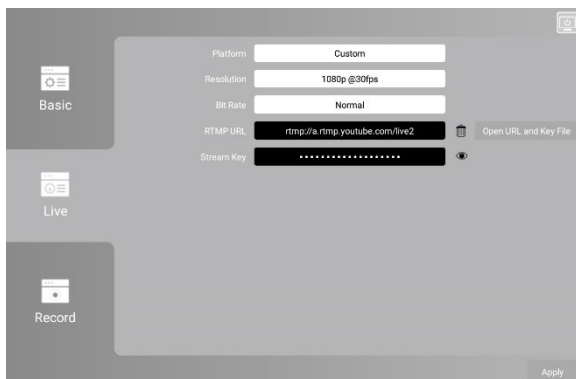 Platform Custom
Basic
Resolution 1080p @30fps
Bit Rate Normal
RTMP URL rtmp://a.rtmp.youtube.com/live2 Open URL and Key File
Stream Key •••••••••••••••••••
Live
Record
Apply